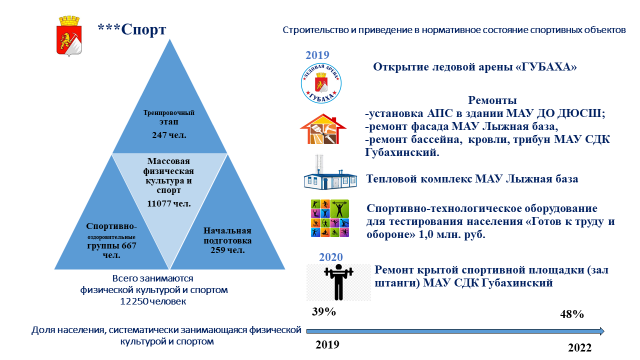 ***Спорт
Тренировочный
этап
247 чел.
Массовая
физическая
культура и
спорт
11077 чел.
Спортивно-
оздоровительные
группы 667
чел.
Начальная
подготовка
259 чел.
Всего занимаются
физической культурой и спортом
12250 человек
Строительство и приведение в нормативное состояние спортивных объектов
2019
ЛЕДОВАЯ АРЕНА
ГУБАХА
Открытие ледовой арены «ГУБАХА»
Ремонты
-установка АПС в здании МАУ ДО ДЮСШ;
-ремонт фасада МАУ Лыжная база,
-ремонт бассейна, кровли, трибун МАУ СДК
Губахинский.
Тепловой комплекс МАУ Лыжная база
Спортивно-технологическое оборудование
для тестирования населения «Готов к труду и
обороне» 1,0 млн. руб.
2020
Ремонт крытой спортивной площадки (зал
штанги) МАУ СДК Губахинский
Доля населения, систематически занимающаяся физической
культурой и спортом
39%
48%
2019
2022